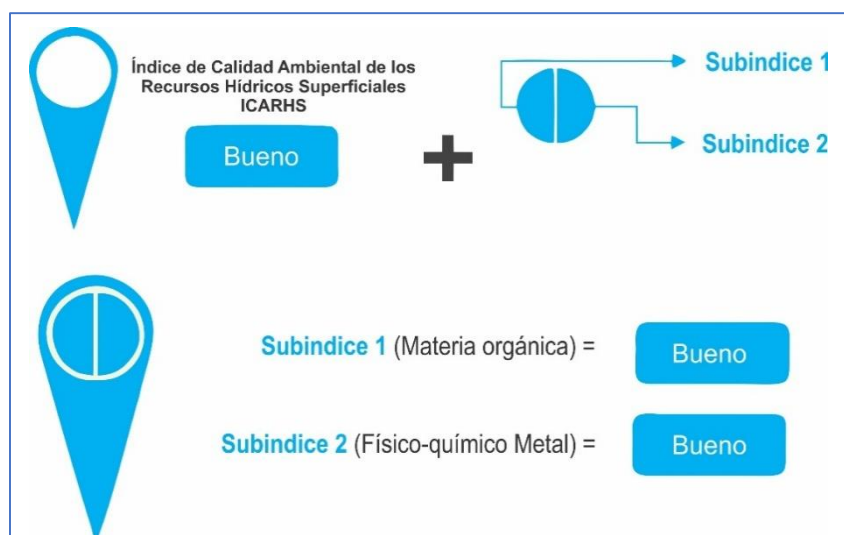 Índice de Calidad Ambiental de los
Recursos Hídricos Superficiales
ICARHS
Bueno
Subindice 1
Subindice 2
Subindice 1 (Materia orgánica) =
Bueno
Subindice 2 (Físico-químico Metal) =
Bueno